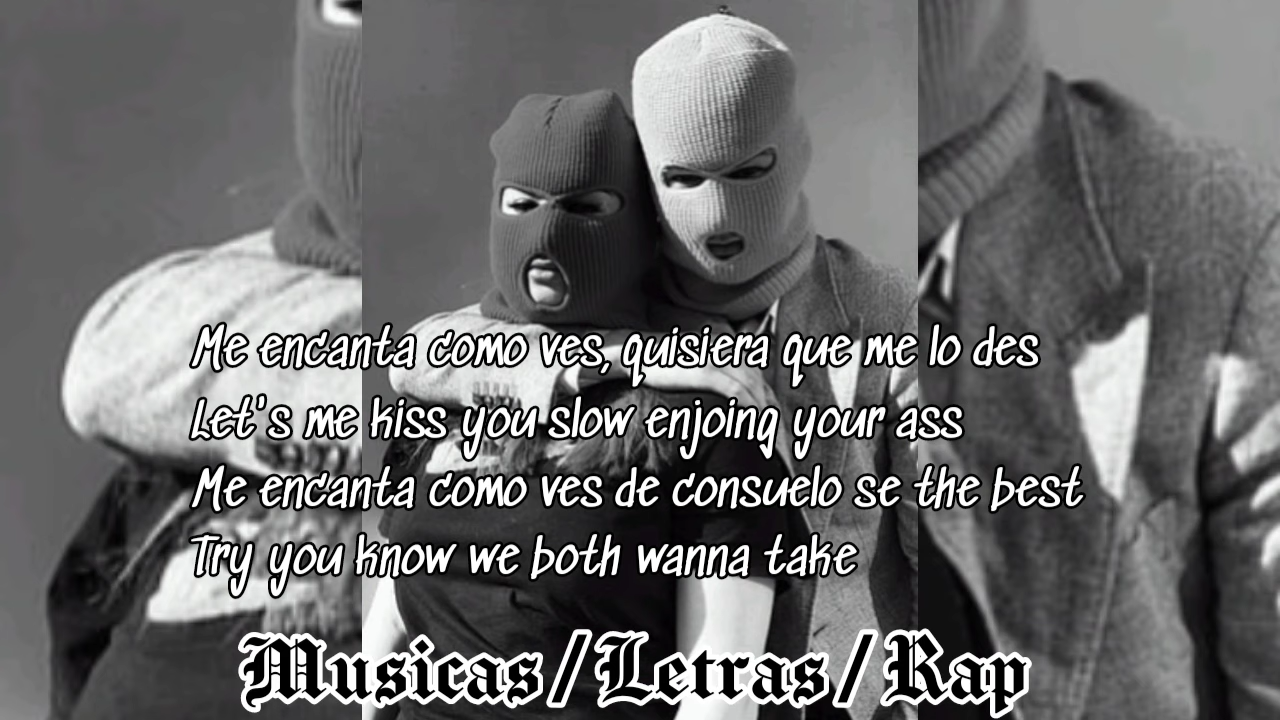 Me encanta como ves, quisiera que me lo des
Let's me kiss you slow enjoing your ass
Me encanta como ves de consuelo se the best
Try you know we both wanna take
Musicas/Letras/Rap